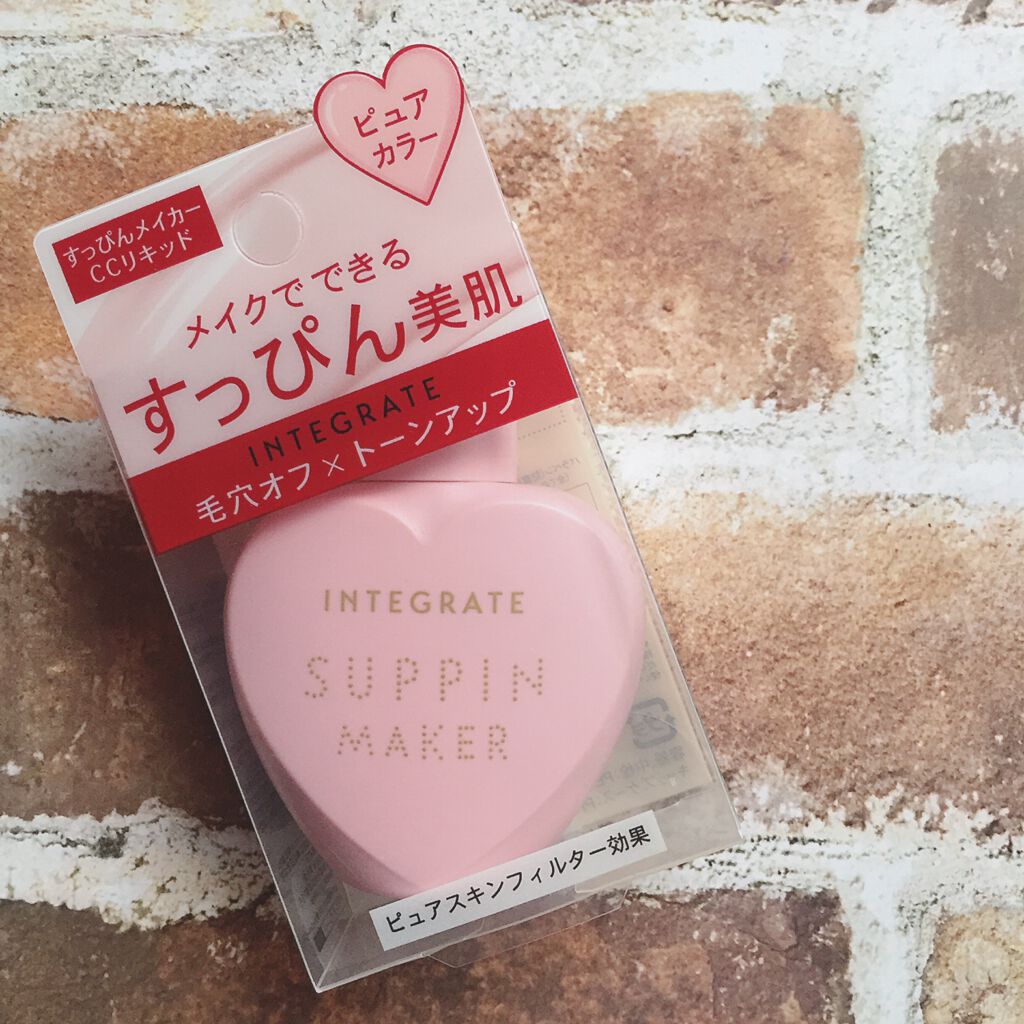 ピュア
カラー
すっぴんメイカー
CCリキッド
メイクでできる
すっぴん美肌
INTEGRATE
毛穴オフ×トーンアップ
INTEGRATE
SUPPIN
MAKER
ピュアスキンフィルター効果